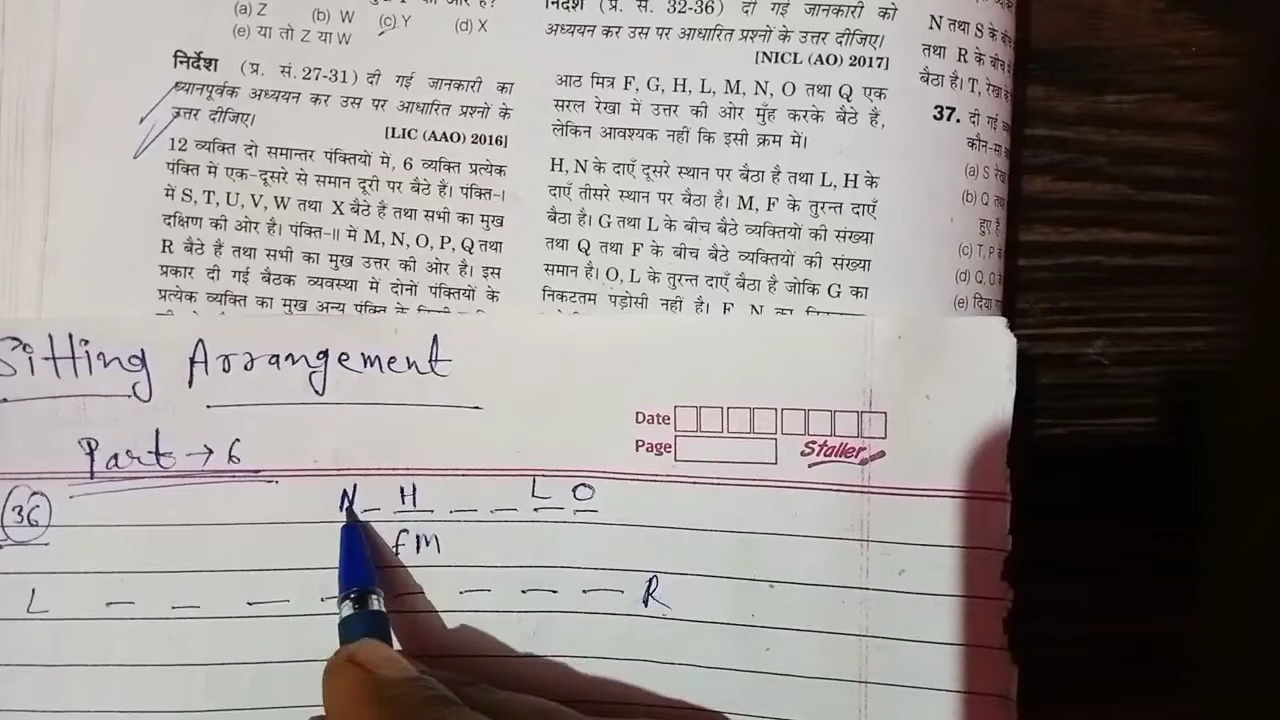 (a) Z (b) W (c) Y (d) X
(e) या तो Z या W
निर्देश (प्र. सं. 27-31) दी गई जानकारी का
ध्यानपूर्वक अध्ययन कर उस पर आधारित प्रश्नों के
उत्तर दीजिए।
[LIC (AAO) 2016]
12 व्यक्ति दो समान्तर पंक्तियों में, 6 व्यक्ति प्रत्येक
पंक्ति में एक-दूसरे से समान दूरी पर बैठे हैं। पंक्ति-I
में S, T, U, V, W तथा X बैठे हैं तथा सभी का मुख
दक्षिण की ओर है। पंक्ति-II में M, N, O, P, Q तथा
R बैठे हैं तथा सभी का मुख उत्तर की ओर है। इस
प्रकार दी गई बैठक व्यवस्था में दोनों पंक्तियों के
प्रत्येक व्यक्ति का मुख अन्य पंक्ति के
निर्देश (प्र. सं. 32-36) दी गई जानकारी को
अध्ययन कर उस पर आधारित प्रश्नों के उत्तर दीजिए।
[NICL (AO) 2017]
आठ मित्र F, G, H, L, M, N, O तथा Q एक
सरल रेखा में उत्तर की ओर मुँह करके बैठे हैं,
लेकिन आवश्यक नहीं कि इसी क्रम में।
H, N के दाएँ दूसरे स्थान पर बैठा है तथा L, H के
दाएँ तीसरे स्थान पर बैठा है। M, F के तुरन्त दाएँ
बैठा है। G तथा L के बीच बैठे व्यक्तियों की संख्या
तथा Q तथा F के बीच बैठे व्यक्तियों की संख्या
समान है। O, L के तुरन्त दाएँ बैठा है जोकि G का
निकटतम पड़ोसी नहीं है। F, N का
N तथा S के बीच
तथा R के बीच
बैठा है। T, रेखा
37. दी गई
कौन-सा
(a) S
(b) Q
हुए हैं
(c) T, P
(d) Q, O
(e) दिया
Sitting Arrangement
Part → 6
Date
Page
Staller
36
N _ H _ _ L O
f M
L _ _ _ _ _ _ _ _ R